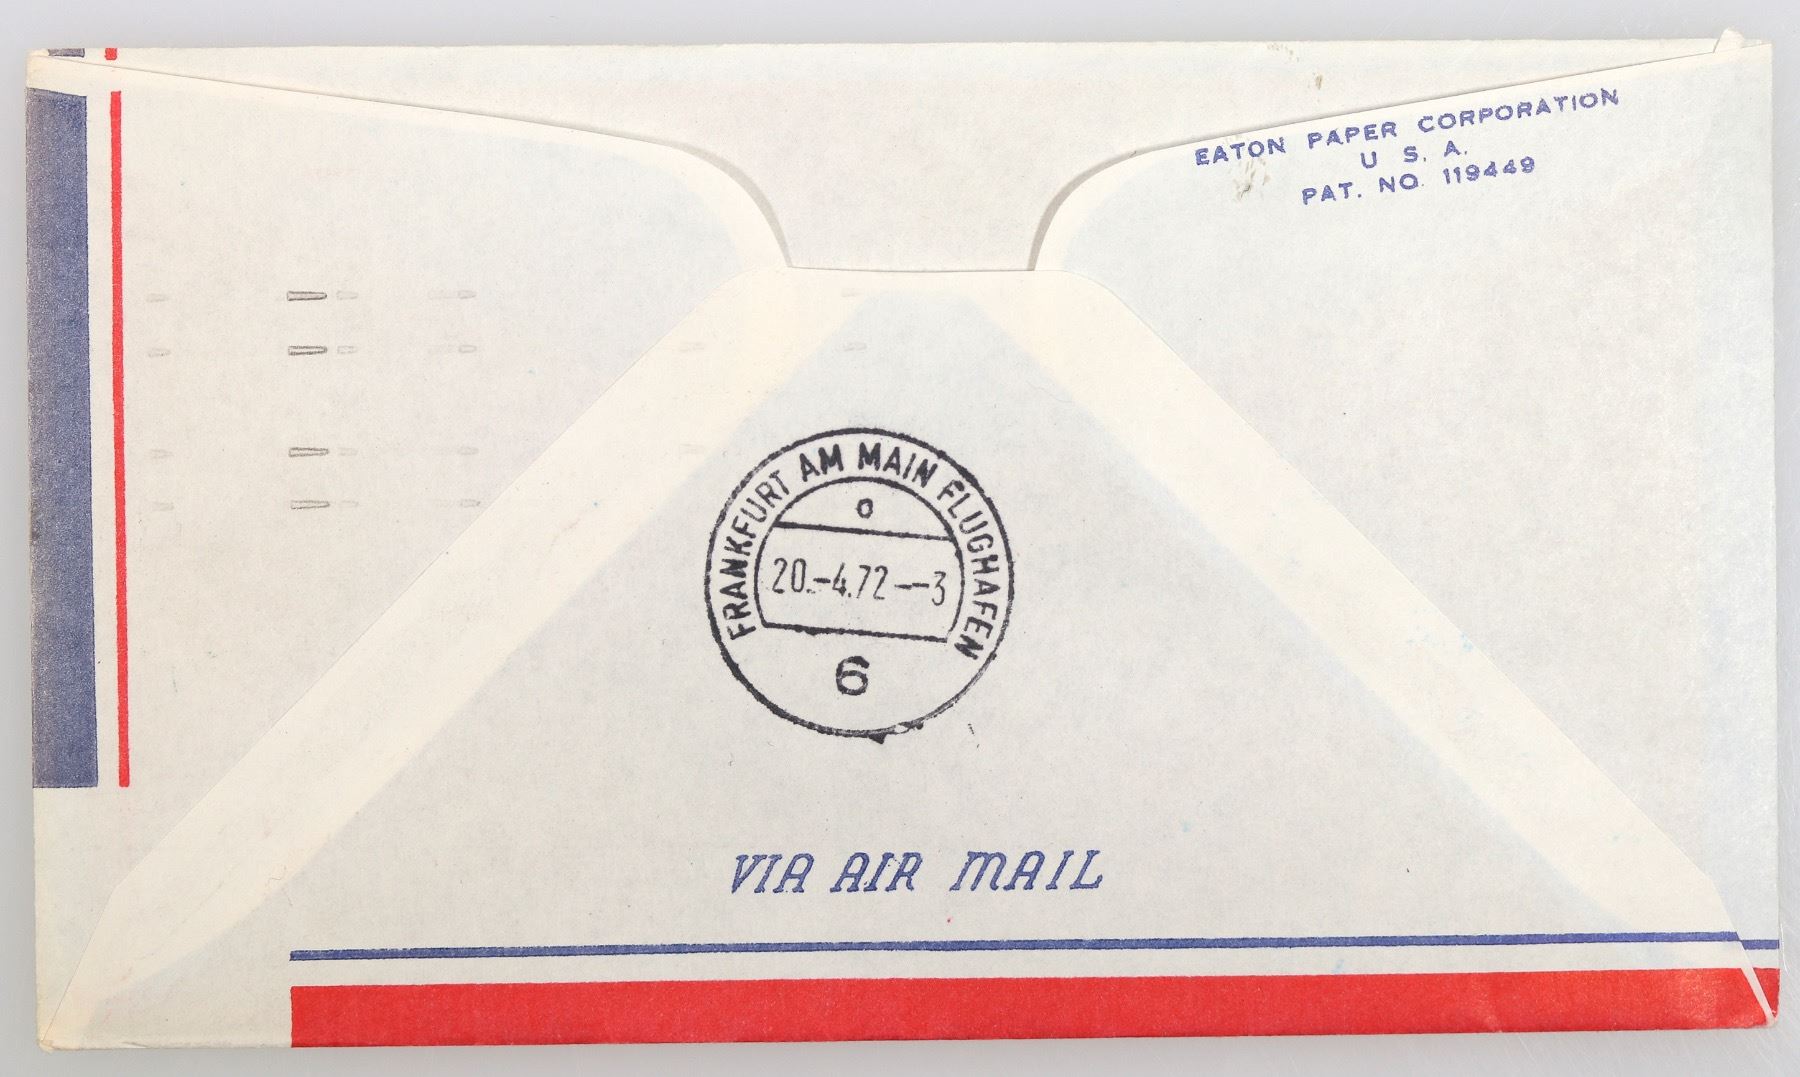 EATON PAPER CORPORATION
U S. A.
PAT. NO. 119449
FRANKFURT AM MAIN FLUGHAFEN
o
20.-4.72--3
6
VIA AIR MAIL